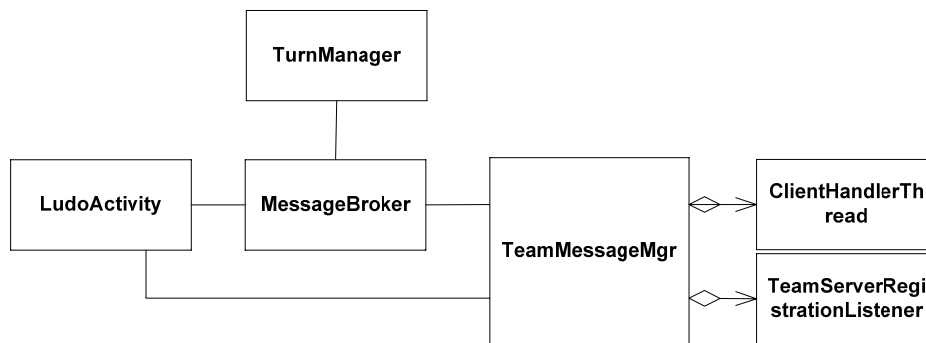 TurnManager
LudoActivity
MessageBroker
TeamMessageMgr
ClientHandlerTh
read
TeamServerRegi
strationListener